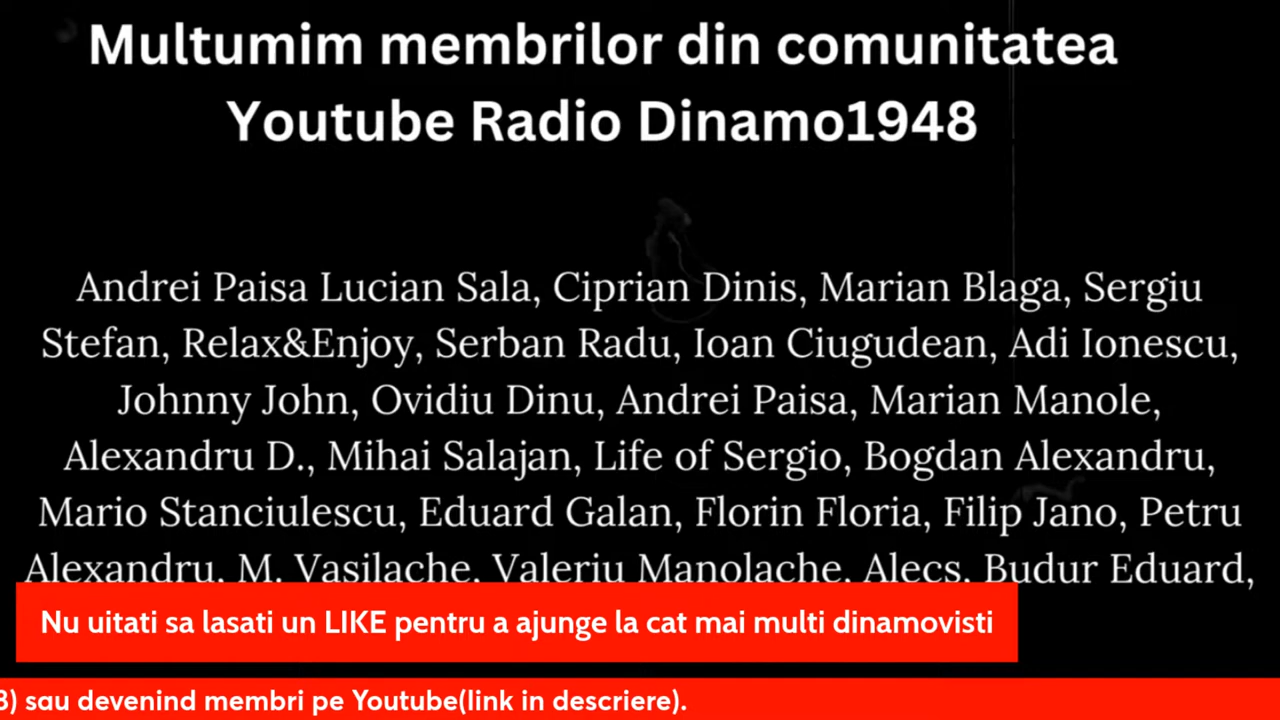 Multumim membrilor din comunitatea
Youtube Radio Dinamo1948
Andrei Paisa Lucian Sala, Ciprian Dinis, Marian Blaga, Sergiu
Stefan, Relax&Enjoy, Serban Radu, Ioan Ciugudean, Adi Ionescu,
Johnny John, Ovidiu Dinu, Andrei Paisa, Marian Manole,
Alexandru D., Mihai Salajan, Life of Sergio, Bogdan Alexandru,
Mario Stanciulescu, Eduard Galan, Florin Floria, Filip Jano, Petru
Alexandru, M. Vasilache, Valeriu Manolache, Alecs, Budur Eduard,
Nu uitati sa lasati un LIKE pentru a ajunge la cat mai multi dinamovisti
) sau devenind membri pe Youtube(link in descriere).